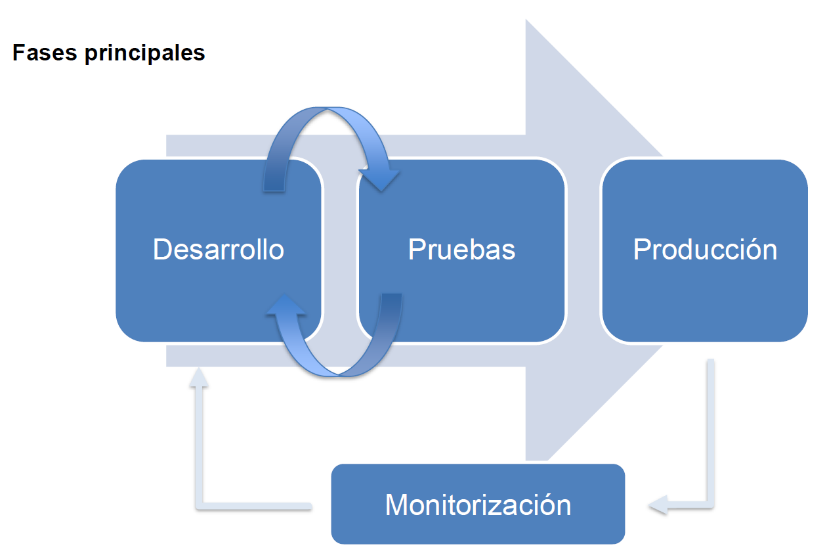 Fases principales
Desarrollo
Pruebas
Producción
Monitorización